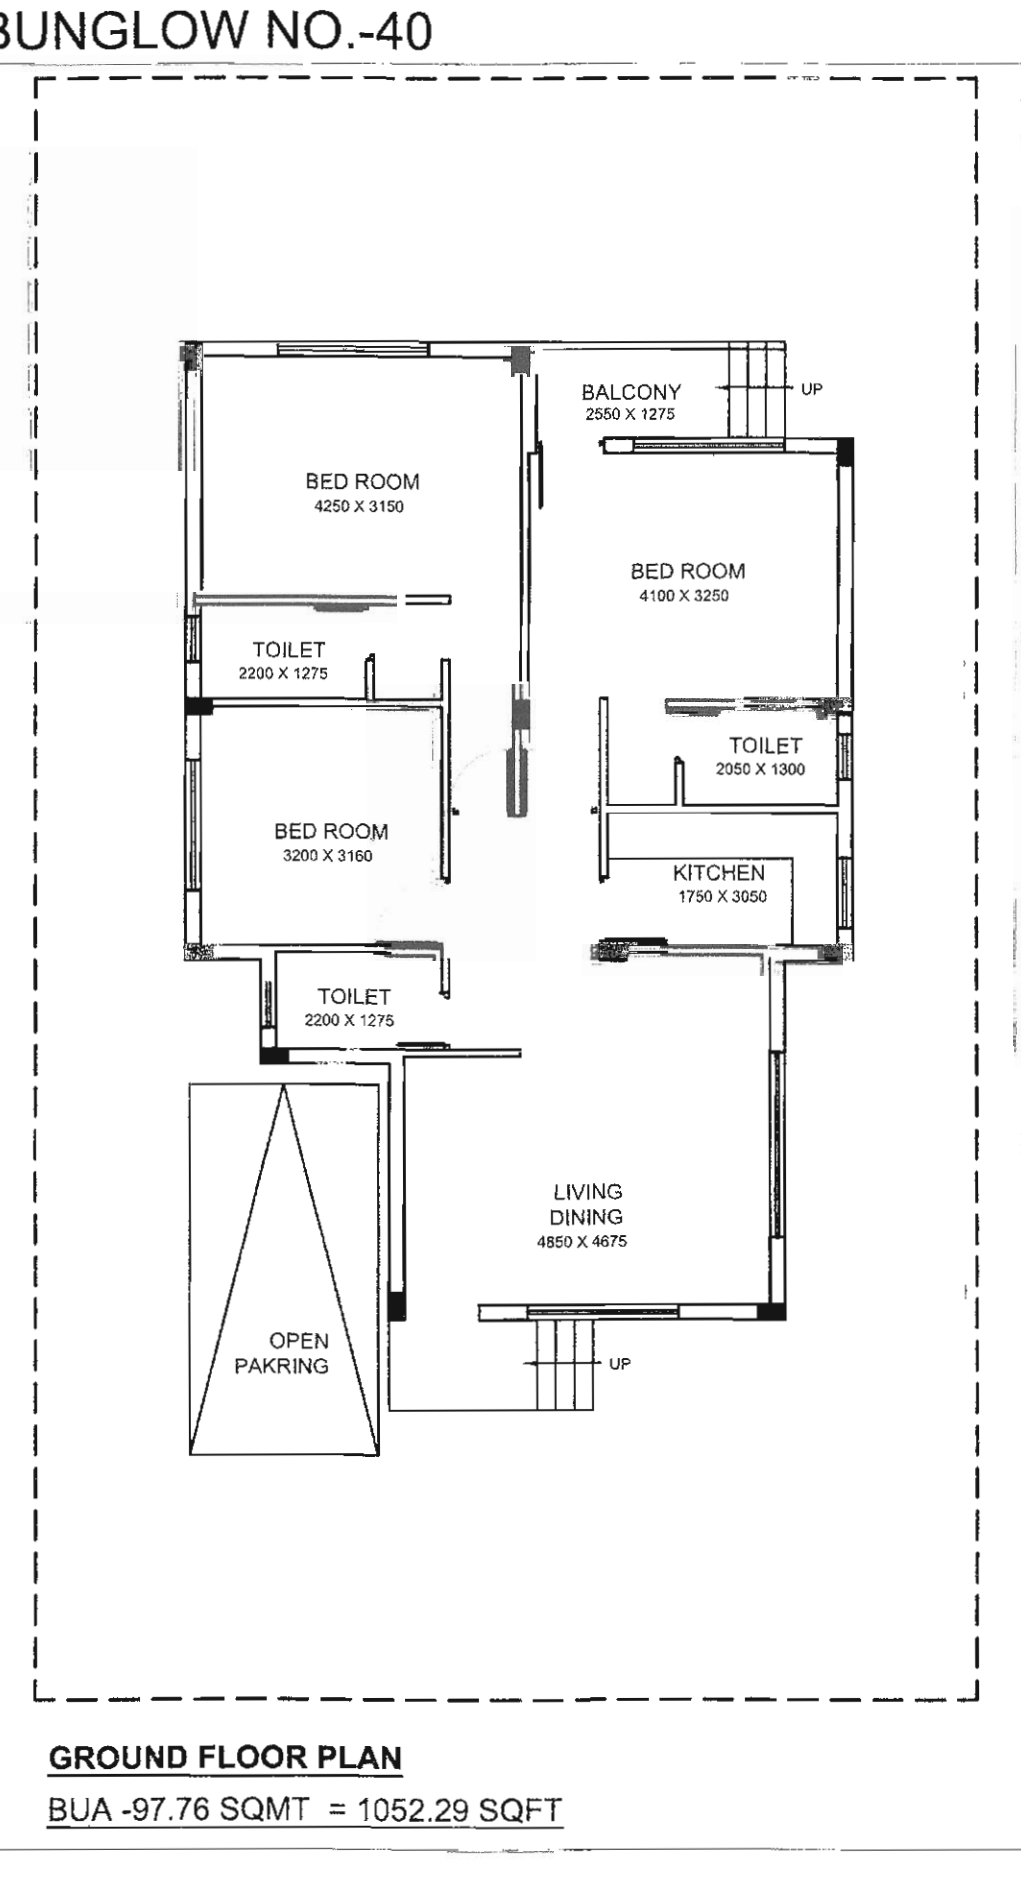 BUNGLOW NO.-40
BALCONY
2550 X 1275
UP
BED ROOM
4250 X 3150
BED ROOM
4100 X 3250
TOILET
2200 X 1275
TOILET
2050 X 1300
BED ROOM
3200 X 3160
KITCHEN
1750 X 3050
TOILET
2200 X 1275
LIVING
DINING
4850 X 4675
OPEN
PAKRING
UP
GROUND FLOOR PLAN
BUA -97.76 SQMT = 1052.29 SQFT